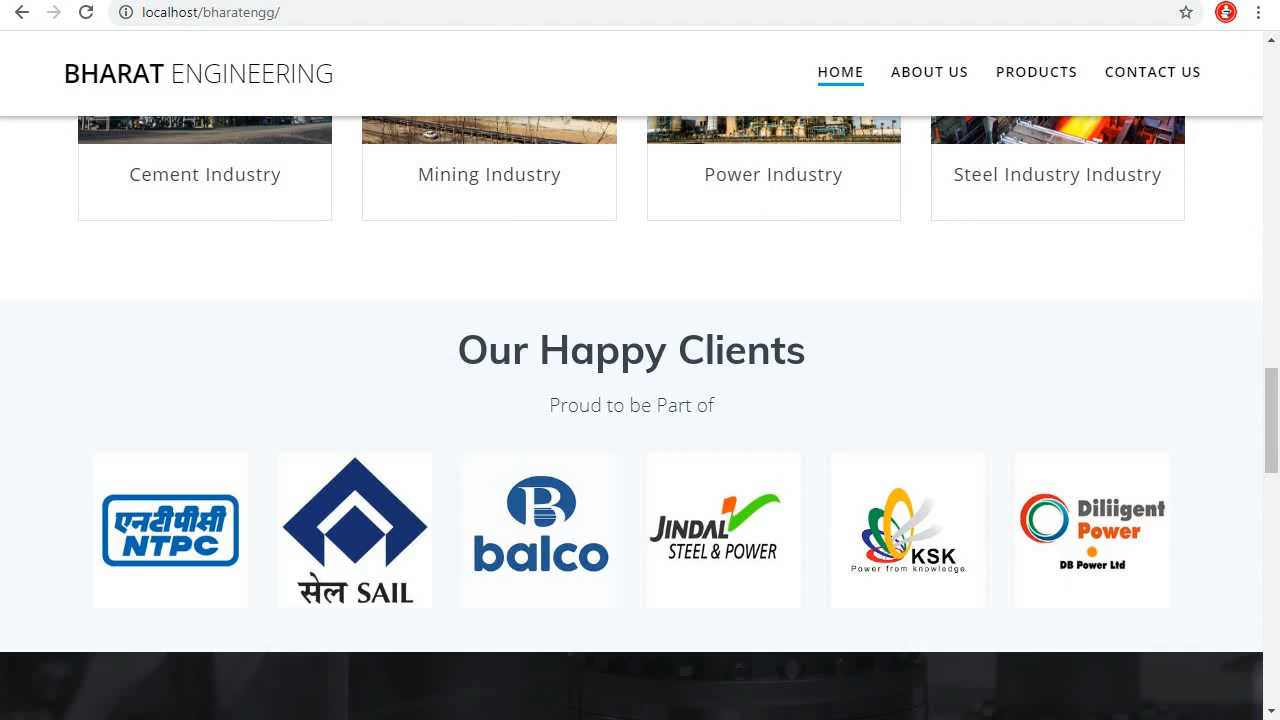 localhost/bharatengg/
BHARAT ENGINEERING
HOME ABOUT US PRODUCTS CONTACT US
Cement Industry Mining Industry Power Industry Steel Industry Industry
Our Happy Clients
Proud to be Part of
एनटीपीसी
NTPC
सेल SAIL
B
balco
JINDAL
STEEL & POWER
KSK
Power from knowledge
Diliigent
Power
DB Power Ltd